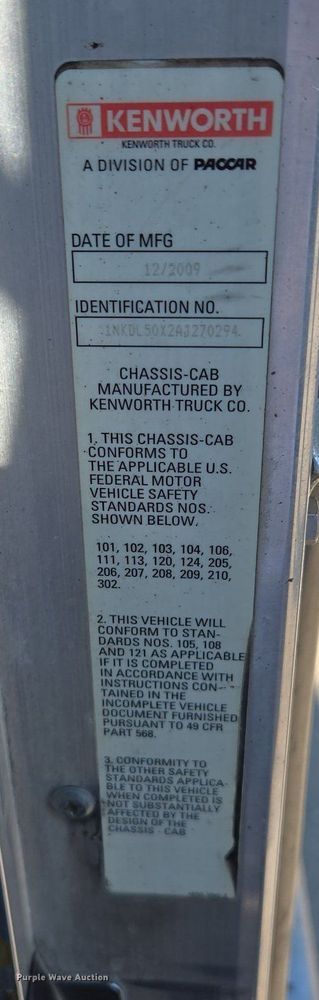 KENWORTH
KENWORTH TRUCK CO.
A DIVISION OF PACCAR
DATE OF MFG
12/2009
IDENTIFICATION NO.
1NKDL50X2AJ270294
CHASSIS-CAB
MANUFACTURED BY
KENWORTH TRUCK CO.
1. THIS CHASSIS-CAB
CONFORMS TO
THE APPLICABLE U.S.
FEDERAL MOTOR
VEHICLE SAFETY
STANDARDS NOS.
SHOWN BELOW.
101, 102, 103, 104, 106,
111, 113, 120, 124, 205,
206, 207, 208, 209, 210,
302.
2. THIS VEHICLE WILL
CONFORM TO STAN-
DARDS NOS. 105, 108
AND 121 AS APPLICABLE
IF IT IS COMPLETED
IN ACCORDANCE WITH
INSTRUCTIONS CON-
TAINED IN THE
INCOMPLETE VEHICLE
DOCUMENT FURNISHED
PURSUANT TO 49 CFR
PART 568.
3. CONFORMITY TO
THE OTHER SAFETY
STANDARDS APPLICA-
BLE TO THIS VEHICLE
WHEN COMPLETED IS
NOT SUBSTANTIALLY
AFFECTED BY THE
DESIGN OF THE
CHASSIS - CAB
Purple Wave Auction